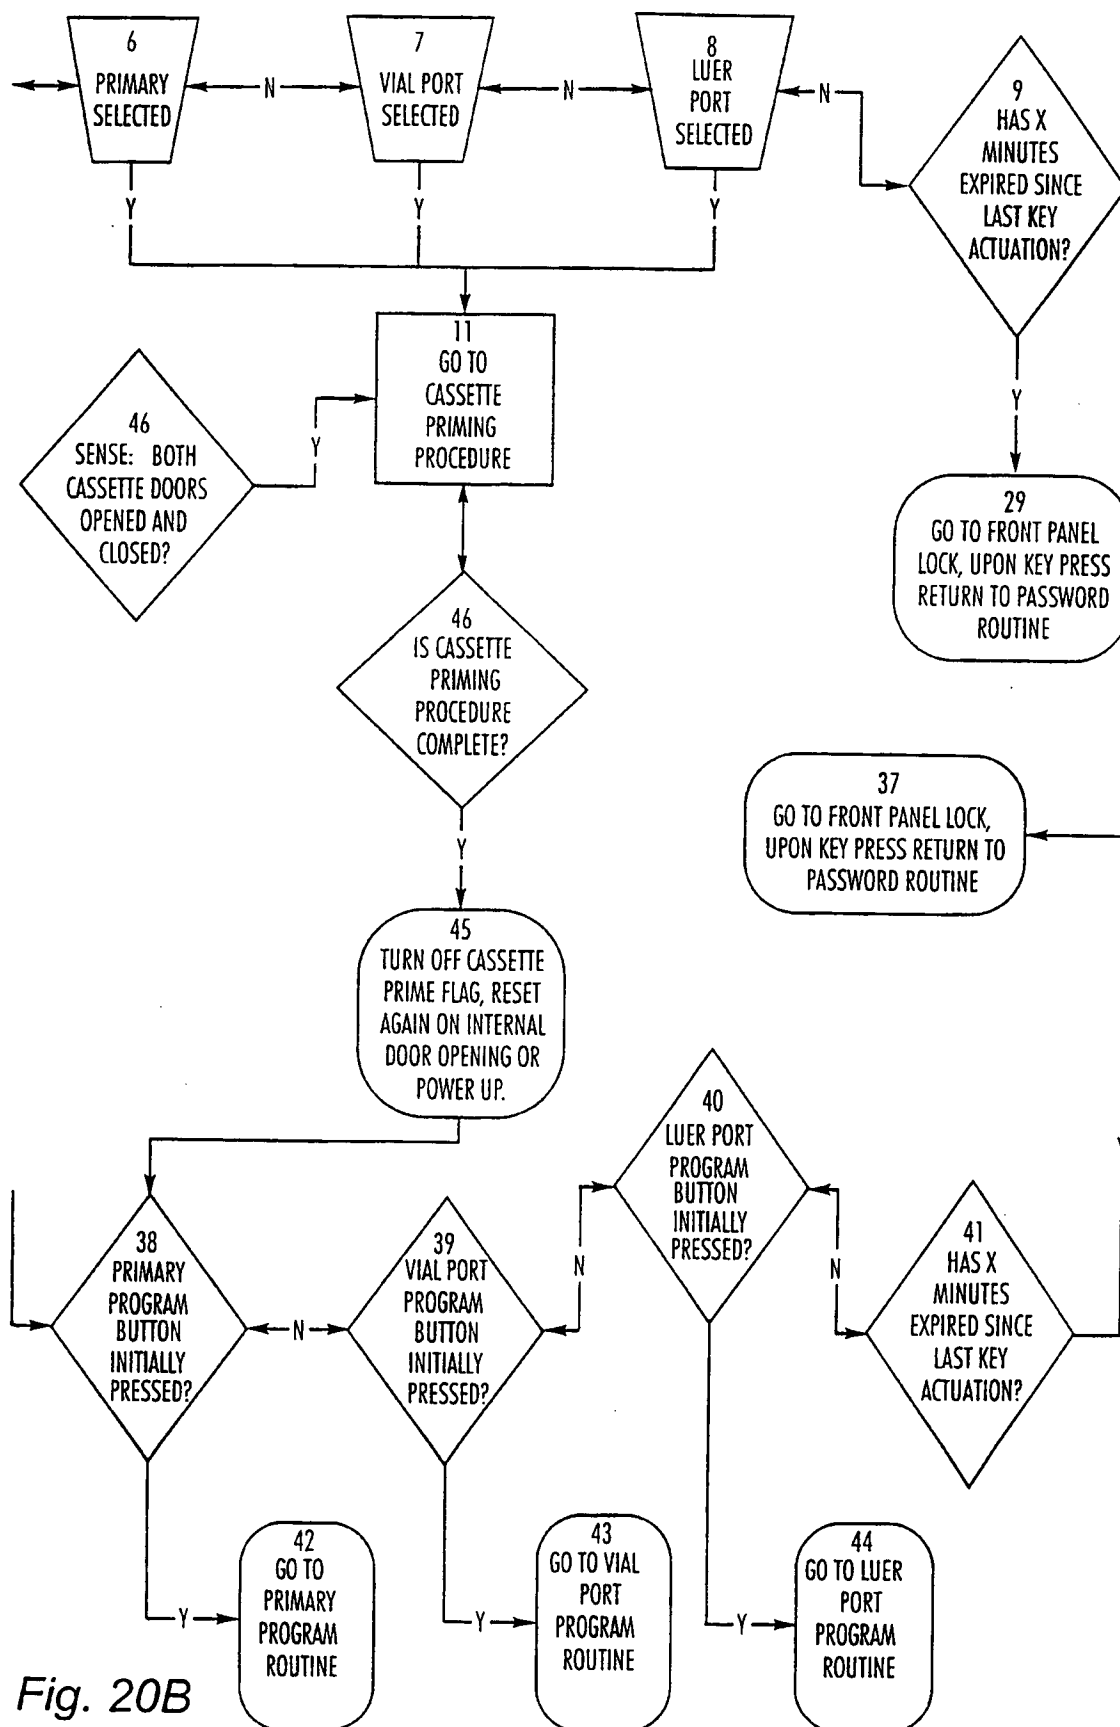 6
PRIMARY
SELECTED
N
7
VIAL PORT
SELECTED
N
8
LUER
PORT
SELECTED
N
9
HAS X
MINUTES
EXPIRED SINCE
LAST KEY
ACTUATION?
Y
Y
Y
Y
11
GO TO
CASSETTE
PRIMING
PROCEDURE
46
SENSE: BOTH
CASSETTE DOORS
OPENED AND
CLOSED?
Y
29
GO TO FRONT PANEL
LOCK, UPON KEY PRESS
RETURN TO PASSWORD
ROUTINE
46
IS CASSETTE
PRIMING
PROCEDURE
COMPLETE?
Y
37
GO TO FRONT PANEL LOCK,
UPON KEY PRESS RETURN TO
PASSWORD ROUTINE
45
TURN OFF CASSETTE
PRIME FLAG, RESET
AGAIN ON INTERNAL
DOOR OPENING OR
POWER UP.
38
PRIMARY
PROGRAM
BUTTON
INITIALLY
PRESSED?
N
39
VIAL PORT
PROGRAM
BUTTON
INITIALLY
PRESSED?
N
40
LUER PORT
PROGRAM
BUTTON
INITIALLY
PRESSED?
N
41
HAS X
MINUTES
EXPIRED SINCE
LAST KEY
ACTUATION?
Y
42
GO TO
PRIMARY
PROGRAM
ROUTINE
Y
43
GO TO VIAL
PORT
PROGRAM
ROUTINE
Y
44
GO TO LUER
PORT
PROGRAM
ROUTINE
Fig. 20B